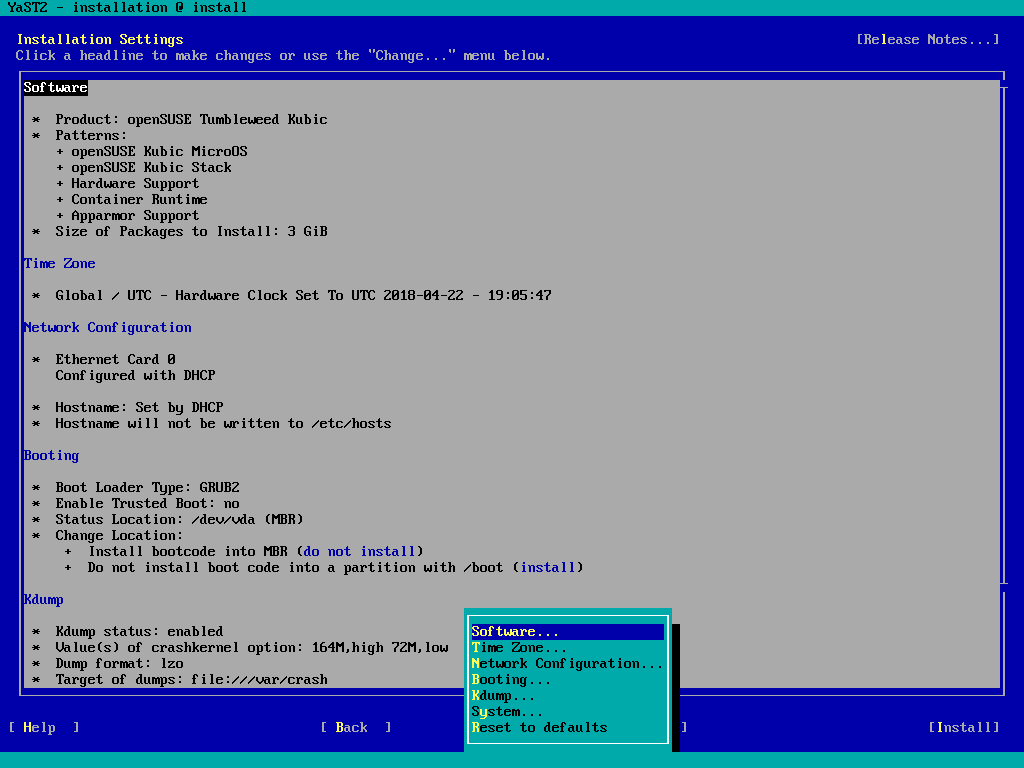 YaST2 - installation @ install
Installation Settings [Release Notes...]
Click a headline to make changes or use the "Change..." menu below.
Software
* Product: openSUSE Tumbleweed Kubic
* Patterns:
+ openSUSE Kubic MicroOS
+ openSUSE Kubic Stack
+ Hardware Support
+ Container Runtime
+ Apparmor Support
* Size of Packages to Install: 3 GiB
Time Zone
* Global / UTC - Hardware Clock Set To UTC 2018-04-22 - 19:05:47
Network Configuration
* Ethernet Card 0
Configured with DHCP
* Hostname: Set by DHCP
* Hostname will not be written to /etc/hosts
Booting
* Boot Loader Type: GRUB2
* Enable Trusted Boot: no
* Status Location: /dev/vda (MBR)
* Change Location:
+ Install bootcode into MBR (do not install)
+ Do not install boot code into a partition with /boot (install)
Kdump
* Kdump status: enabled
* Value(s) of crashkernel option: 164M,high 72M,low
* Dump format: lzo
* Target of dumps: file:///var/crash
Software...
Time Zone...
Network Configuration...
Booting...
Kdump...
System...
Reset to defaults
[ Help ] [ Back ] ] [Install]